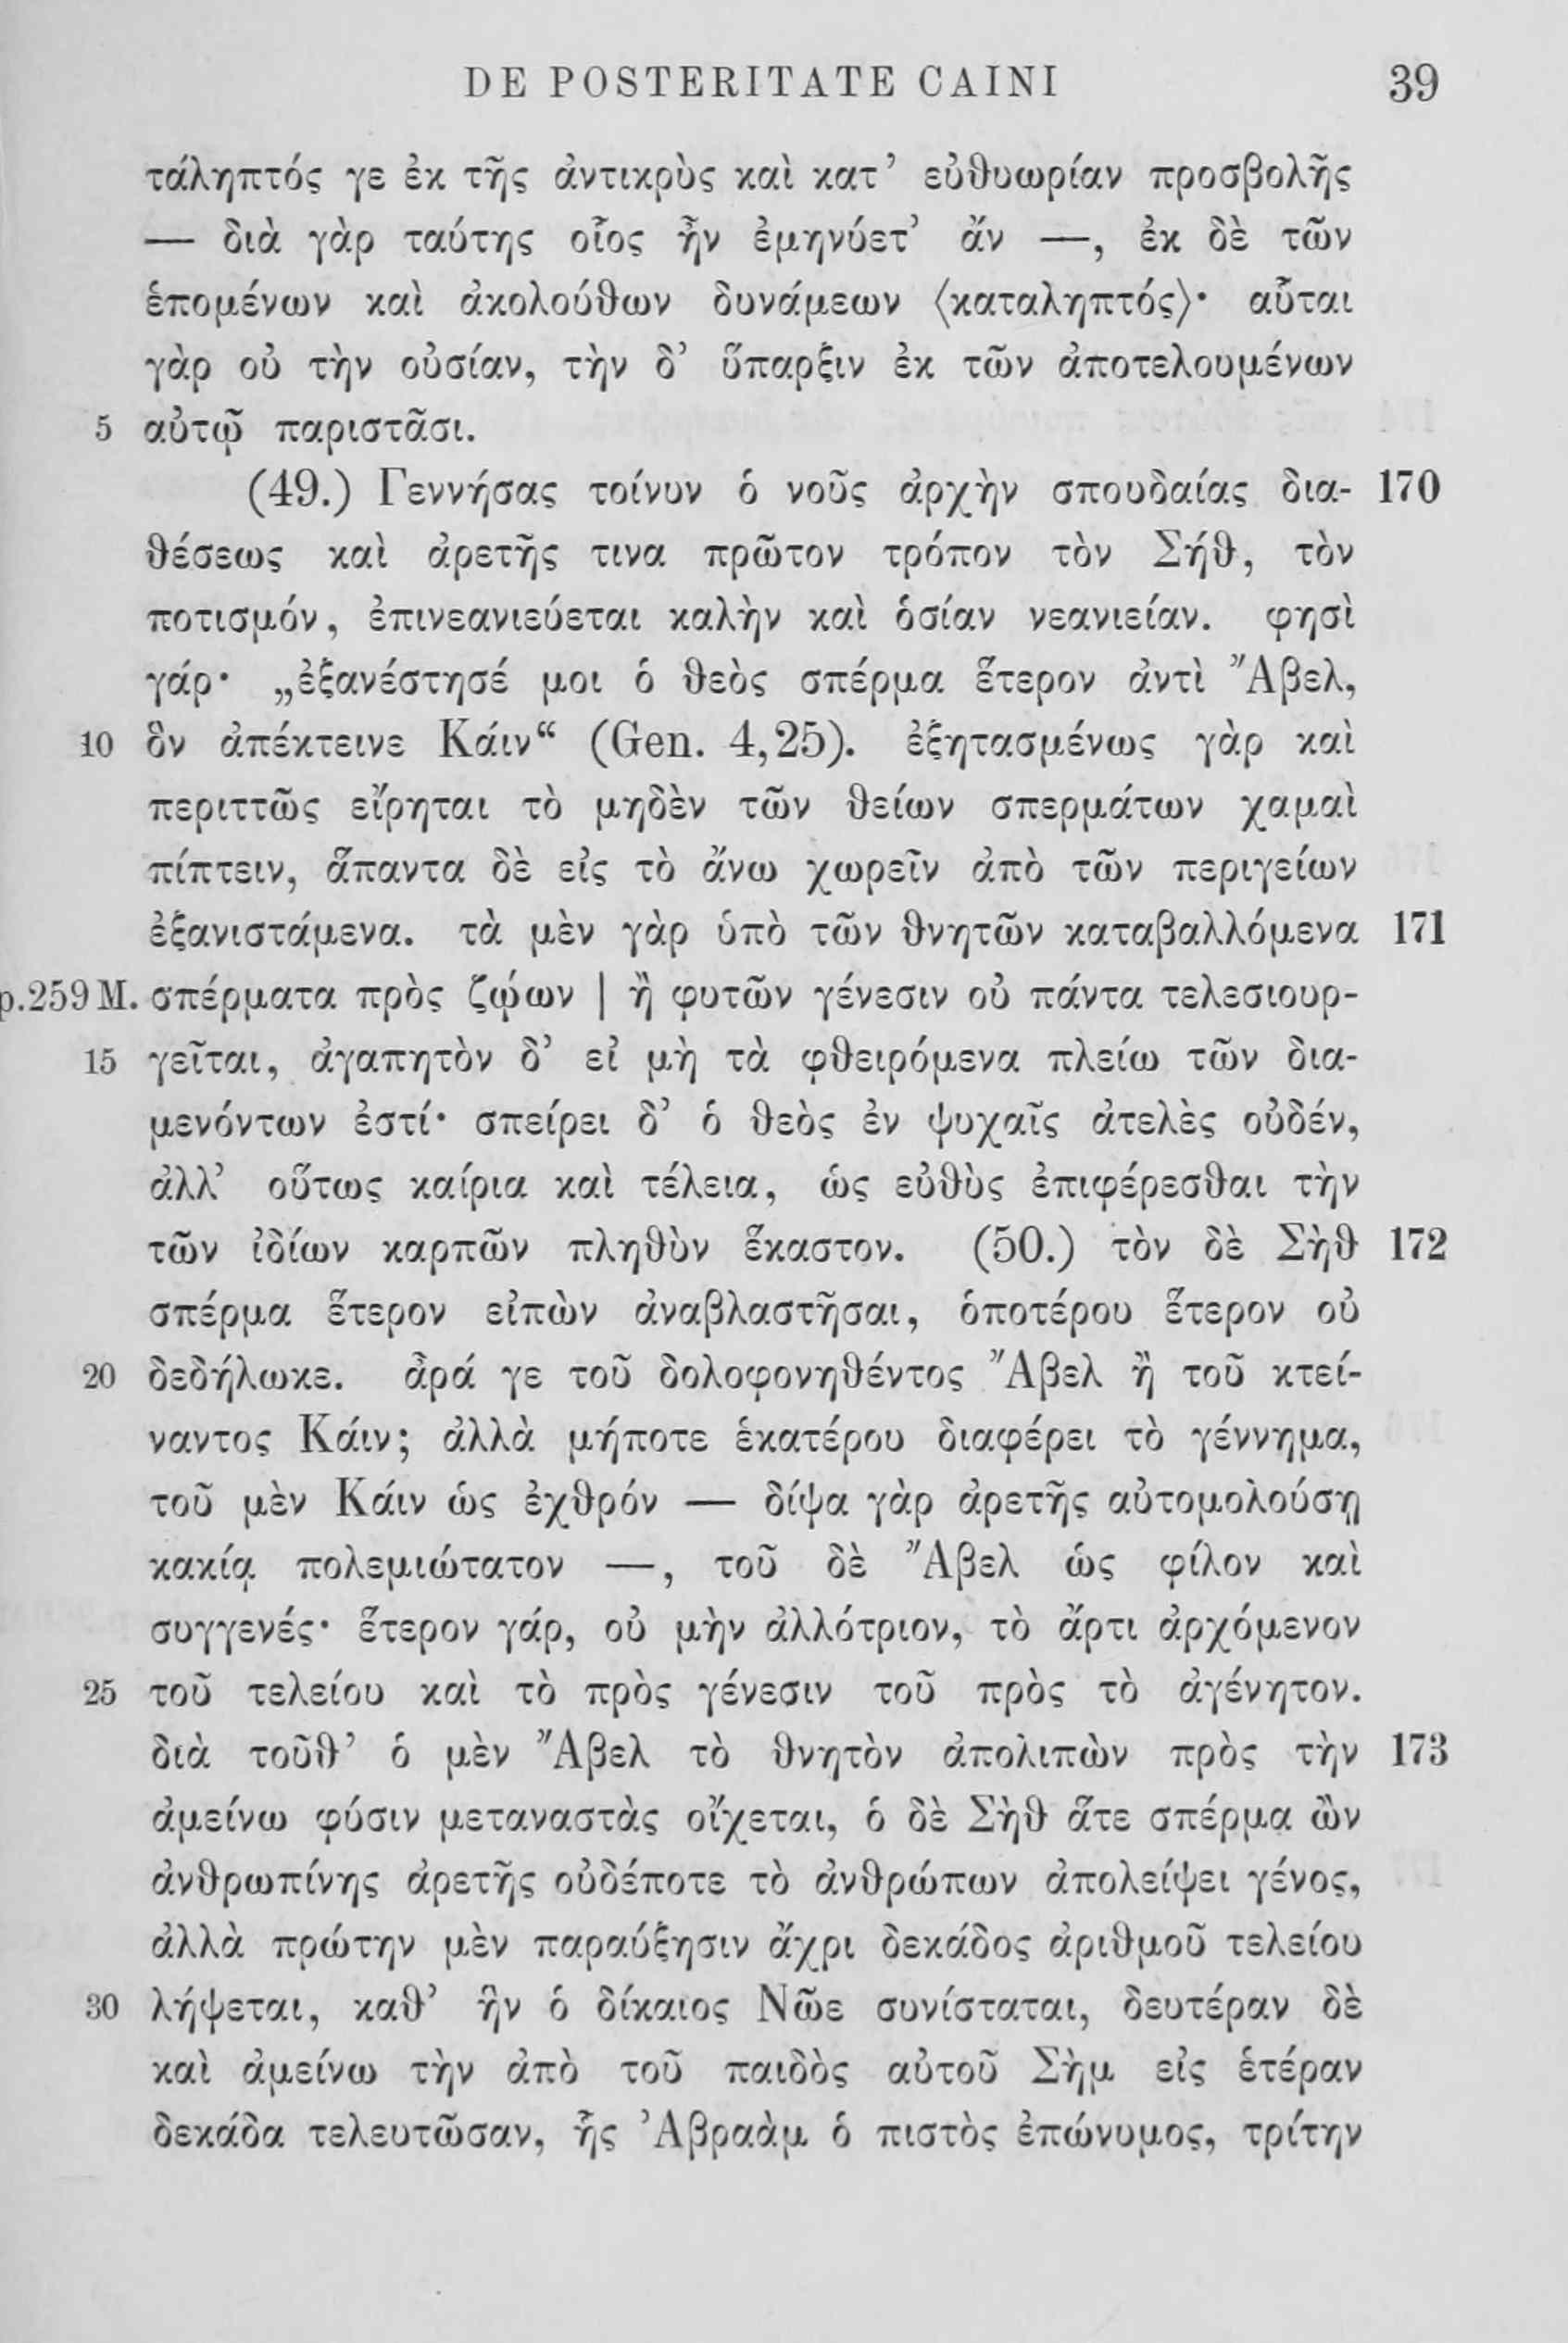 DE POSTERITATE CAINI 39
τάληπτός γε ἐκ τῆς ἀντικρὺς καὶ κατ’ εὐθυωρίαν προσβολῆς
— διὰ γὰρ ταύτης οἷος ἦν ἐμηνύετ’ ἄν —, ἐκ δὲ τῶν
ἑπομένων καὶ ἀκολούθων δυνάμεων ⟨καταληπτός⟩· αὗται
γὰρ οὐ τὴν οὐσίαν, τὴν δ’ ὕπαρξιν ἐκ τῶν ἀποτελουμένων
5 αὐτῷ παριστᾶσι.
(49.) Γεννήσας τοίνυν ὁ νοῦς ἀρχὴν σπουδαίας δια- 170
θέσεως καὶ ἀρετῆς τινα πρῶτον τρόπον τὸν Σήθ, τὸν
ποτισμόν, ἐπινεανιεύεται καλὴν καὶ ὁσίαν νεανιείαν. φησὶ
γάρ· „ἐξανέστησέ μοι ὁ θεὸς σπέρμα ἕτερον ἀντὶ Ἄβελ,
10 ὃν ἀπέκτεινε Κάιν“ (Gen. 4,25). ἐξητασμένως γὰρ καὶ
περιττῶς εἴρηται τὸ μηδὲν τῶν θείων σπερμάτων χαμαὶ
πίπτειν, ἅπαντα δὲ εἰς τὸ ἄνω χωρεῖν ἀπὸ τῶν περιγείων
ἐξανιστάμενα. τὰ μὲν γὰρ ὑπὸ τῶν θνητῶν καταβαλλόμενα 171
p.259 M. σπέρματα πρὸς ζῴων | ἢ φυτῶν γένεσιν οὐ πάντα τελεσιουρ-
15 γεῖται, ἀγαπητὸν δ’ εἰ μὴ τὰ φθειρόμενα πλείω τῶν δια-
μενόντων ἐστί· σπείρει δ’ ὁ θεὸς ἐν ψυχαῖς ἀτελὲς οὐδέν,
ἀλλ’ οὕτως καίρια καὶ τέλεια, ὡς εὐθὺς ἐπιφέρεσθαι τὴν
τῶν ἰδίων καρπῶν πληθὺν ἕκαστον. (50.) τὸν δὲ Σὴθ 172
σπέρμα ἕτερον εἰπὼν ἀναβλαστῆσαι, ὁποτέρου ἕτερον οὐ
20 δεδήλωκε. ἆρά γε τοῦ δολοφονηθέντος Ἄβελ ἢ τοῦ κτεί-
ναντος Κάιν; ἀλλὰ μήποτε ἑκατέρου διαφέρει τὸ γέννημα,
τοῦ μὲν Κάιν ὡς ἐχθρόν — δίψα γὰρ ἀρετῆς αὐτομολούσῃ
κακίᾳ πολεμιώτατον —, τοῦ δὲ Ἄβελ ὡς φίλον καὶ
συγγενές· ἕτερον γάρ, οὐ μὴν ἀλλότριον, τὸ ἄρτι ἀρχόμενον
25 τοῦ τελείου καὶ τὸ πρὸς γένεσιν τοῦ πρὸς τὸ ἀγένητον.
διὰ τοῦθ’ ὁ μὲν Ἄβελ τὸ θνητὸν ἀπολιπὼν πρὸς τὴν 173
ἀμείνω φύσιν μεταναστὰς οἴχεται, ὁ δὲ Σὴθ ἅτε σπέρμα ὢν
ἀνθρωπίνης ἀρετῆς οὐδέποτε τὸ ἀνθρώπων ἀπολείψει γένος,
ἀλλὰ πρώτην μὲν παραύξησιν ἄχρι δεκάδος ἀριθμοῦ τελείου
30 λήψεται, καθ’ ἣν ὁ δίκαιος Νῶε συνίσταται, δευτέραν δὲ
καὶ ἀμείνω τὴν ἀπὸ τοῦ παιδὸς αὐτοῦ Σὴμ εἰς ἑτέραν
δεκάδα τελευτῶσαν, ἧς Ἀβραὰμ ὁ πιστὸς ἐπώνυμος, τρίτην